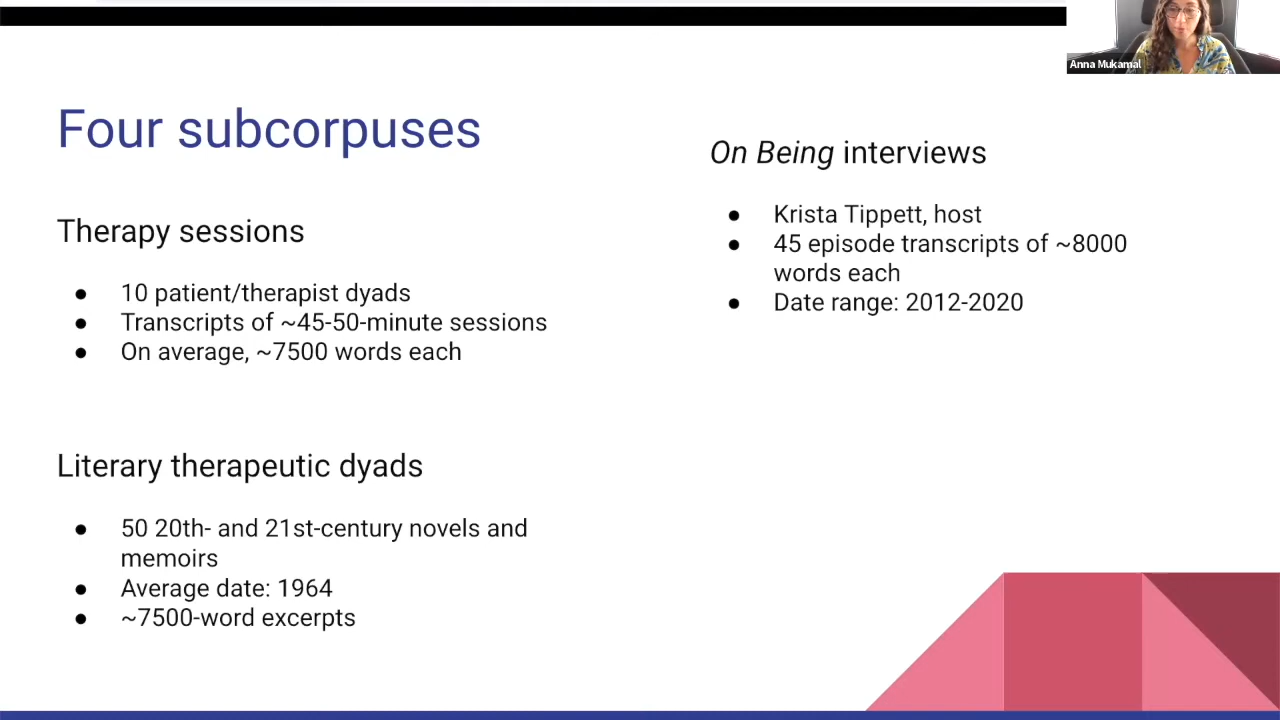 Four subcorpuses
Therapy sessions
● 10 patient/therapist dyads
● Transcripts of ~45-50-minute sessions
● On average, ~7500 words each
Literary therapeutic dyads
● 50 20th- and 21st-century novels and
memoirs
● Average date: 1964
● ~7500-word excerpts
On Being interviews
● Krista Tippett, host
● 45 episode transcripts of ~8000
words each
● Date range: 2012-2020
Anna Mukamal